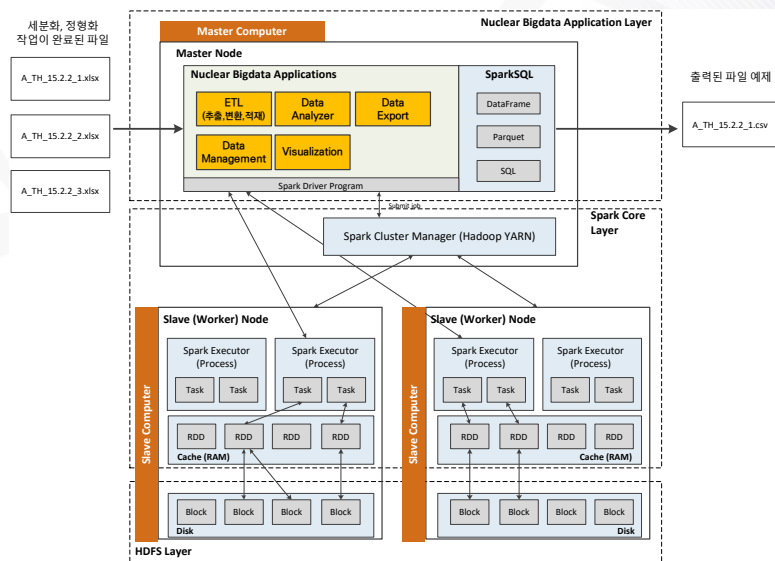 세분화, 정형화
작업이 완료된 파일
A_TH_15.2.2_1.xlsx
A_TH_15.2.2_2.xlsx
A_TH_15.2.2_3.xlsx
Nuclear Bigdata Application Layer
Master Computer
Master Node
Nuclear Bigdata Applications
ETL
(추출,변환,적재)
Data
Analyzer
Data
Export
Data
Management
Visualization
Spark Driver Program
SparkSQL
DataFrame
Parquet
SQL
출력된 파일 예제
A_TH_15.2.2_1.csv
Submit job
Spark Core
Layer
Spark Cluster Manager (Hadoop YARN)
Slave Computer
Slave (Worker) Node
Spark Executor
(Process)
Task
Task
Spark Executor
(Process)
Task
Task
RDD
RDD
RDD
RDD
Cache (RAM)
Block
Block
Block
Block
Disk
Slave Computer
Slave (Worker) Node
Spark Executor
(Process)
Task
Task
Spark Executor
(Process)
Task
Task
RDD
RDD
RDD
RDD
Cache (RAM)
Block
Block
Block
Block
Disk
HDFS Layer